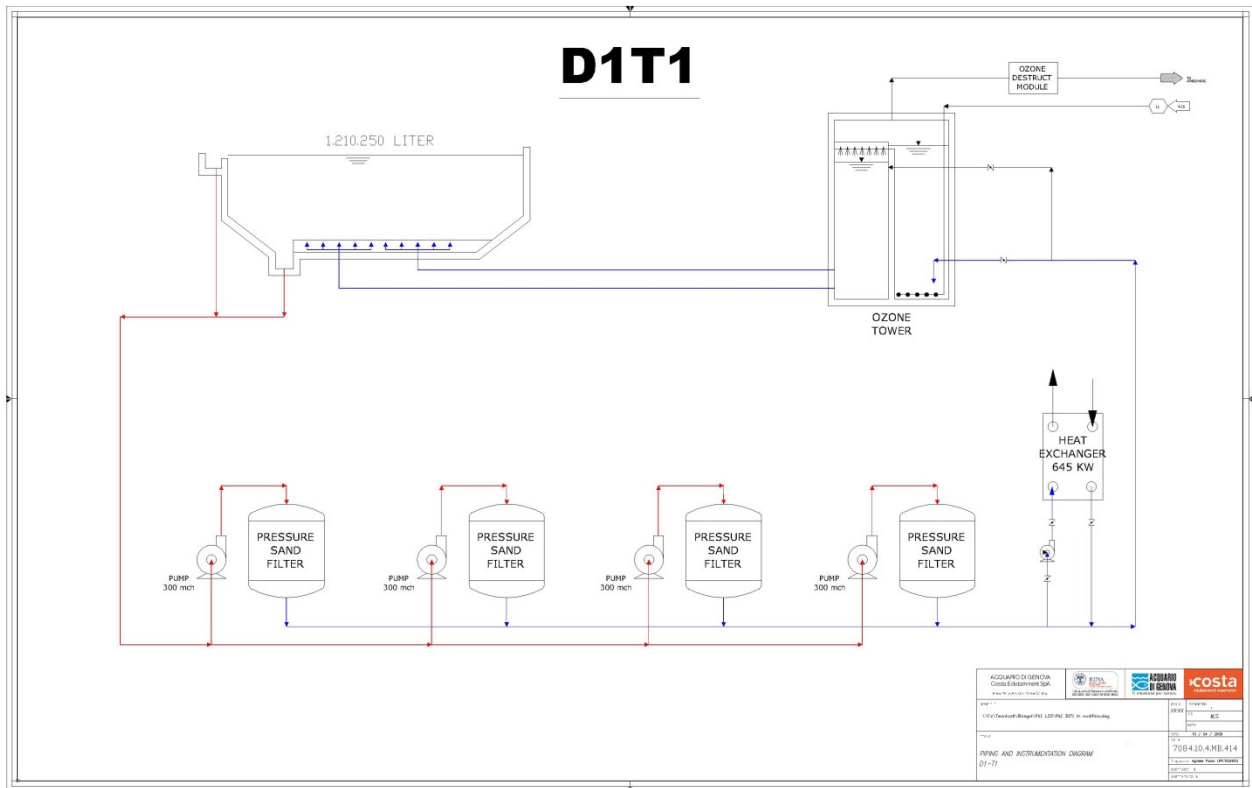 D1T1
OZONE
DESTRUCT
MODULE
1.210.250 LITER
OZONE
TOWER
HEAT
EXCHANGER
645 KW
PRESSURE
SAND
FILTER
PUMP
300 mch
PRESSURE
SAND
FILTER
PUMP
300 mch
PRESSURE
SAND
FILTER
PUMP
300 mch
PRESSURE
SAND
FILTER
PUMP
300 mch
ACQUARIO DI GENOVA
Costa Edutainment SpA
RINA
ACQUARIO
DI GENOVA
costa
M.S.
7084.10.4.MB.414
PIPING AND INSTRUMENTATION DIAGRAM
D1-T1